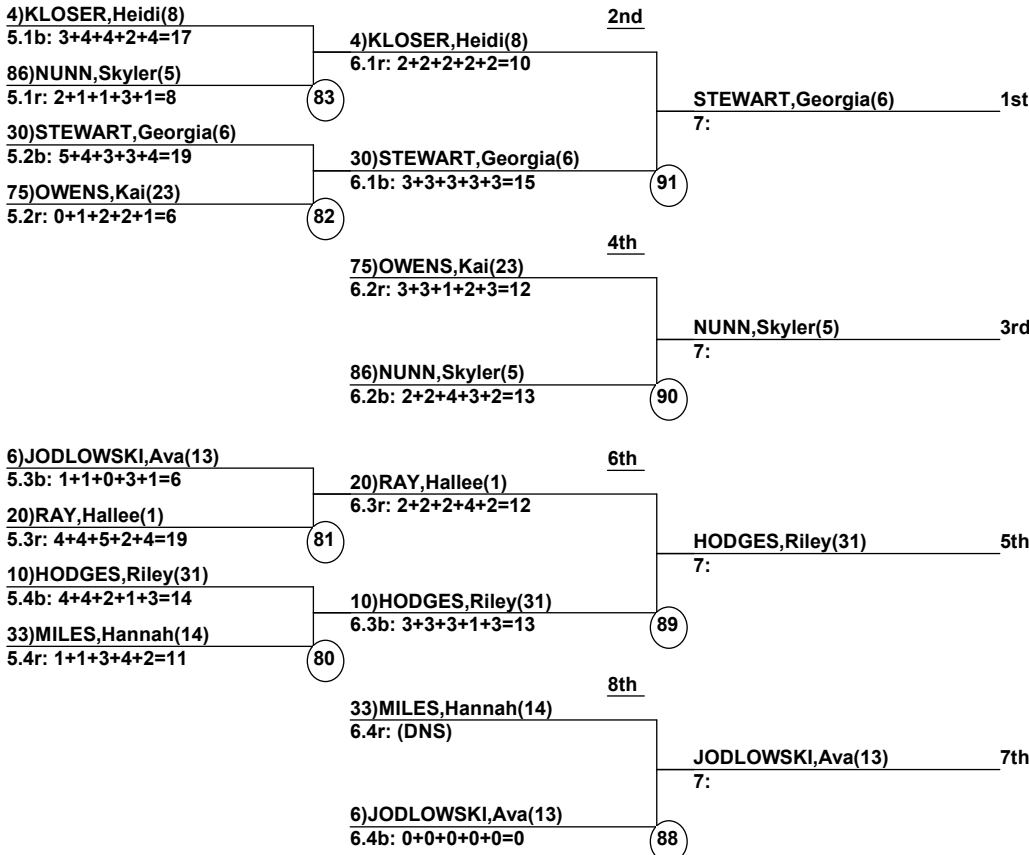 4)KLOSER,Heidi(8)
5.1b: 3+4+4+2+4=17
86)NUNN,Skyler(5)
5.1r: 2+1+1+3+1=8
83
30)STEWART,Georgia(6)
5.2b: 5+4+3+3+4=19
75)OWENS,Kai(23)
5.2r: 0+1+2+2+1=6
82
4)KLOSER,Heidi(8)
6.1r: 2+2+2+2+2=10
30)STEWART,Georgia(6)
6.1b: 3+3+3+3+3=15
91
2nd
STEWART,Georgia(6)
7:
1st
75)OWENS,Kai(23)
6.2r: 3+3+1+2+3=12
86)NUNN,Skyler(5)
6.2b: 2+2+4+3+2=13
90
4th
NUNN,Skyler(5)
7:
3rd
6)JODLOWSKI,Ava(13)
5.3b: 1+1+0+3+1=6
20)RAY,Hallee(1)
5.3r: 4+4+5+2+4=19
81
10)HODGES,Riley(31)
5.4b: 4+4+2+1+3=14
33)MILES,Hannah(14)
5.4r: 1+1+3+4+2=11
80
20)RAY,Hallee(1)
6.3r: 2+2+2+4+2=12
10)HODGES,Riley(31)
6.3b: 3+3+3+1+3=13
89
6th
HODGES,Riley(31)
7:
5th
33)MILES,Hannah(14)
6.4r: (DNS)
6)JODLOWSKI,Ava(13)
6.4b: 0+0+0+0+0=0
88
8th
JODLOWSKI,Ava(13)
7:
7th